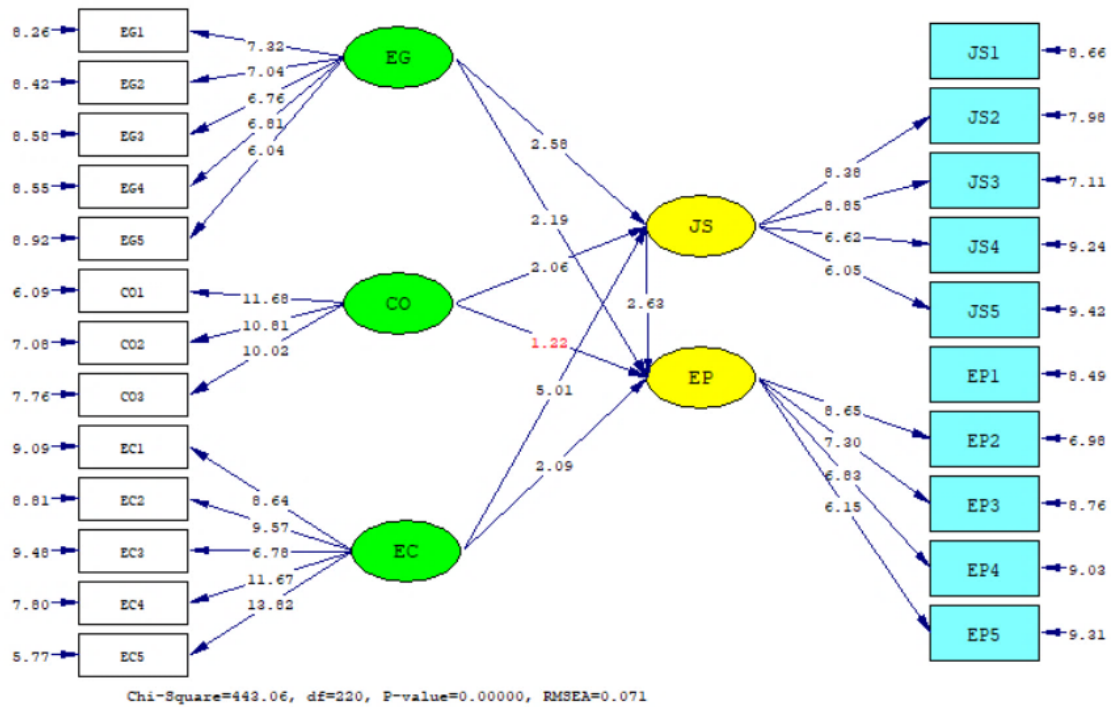 8.26 EG1
8.42 EG2
8.58 EG3
8.55 EG4
8.92 EG5
6.09 CO1
7.08 CO2
7.76 CO3
9.09 EC1
8.81 EC2
9.48 EC3
7.80 EC4
5.77 EC5
7.32
7.04
6.76
6.81
6.04
11.68
10.81
10.02
8.64
9.57
6.78
11.67
13.82
EG
CO
EC
2.58
2.19
2.06
1.22
5.01
2.09
2.63
JS
EP
8.38
8.85
6.62
6.05
8.65
7.30
6.83
6.15
JS1 8.66
JS2 7.98
JS3 7.11
JS4 9.24
JS5 9.42
EP1 8.49
EP2 6.98
EP3 8.76
EP4 9.03
EP5 9.31
Chi-Square=443.06, df=220, P-value=0.00000, RMSEA=0.071